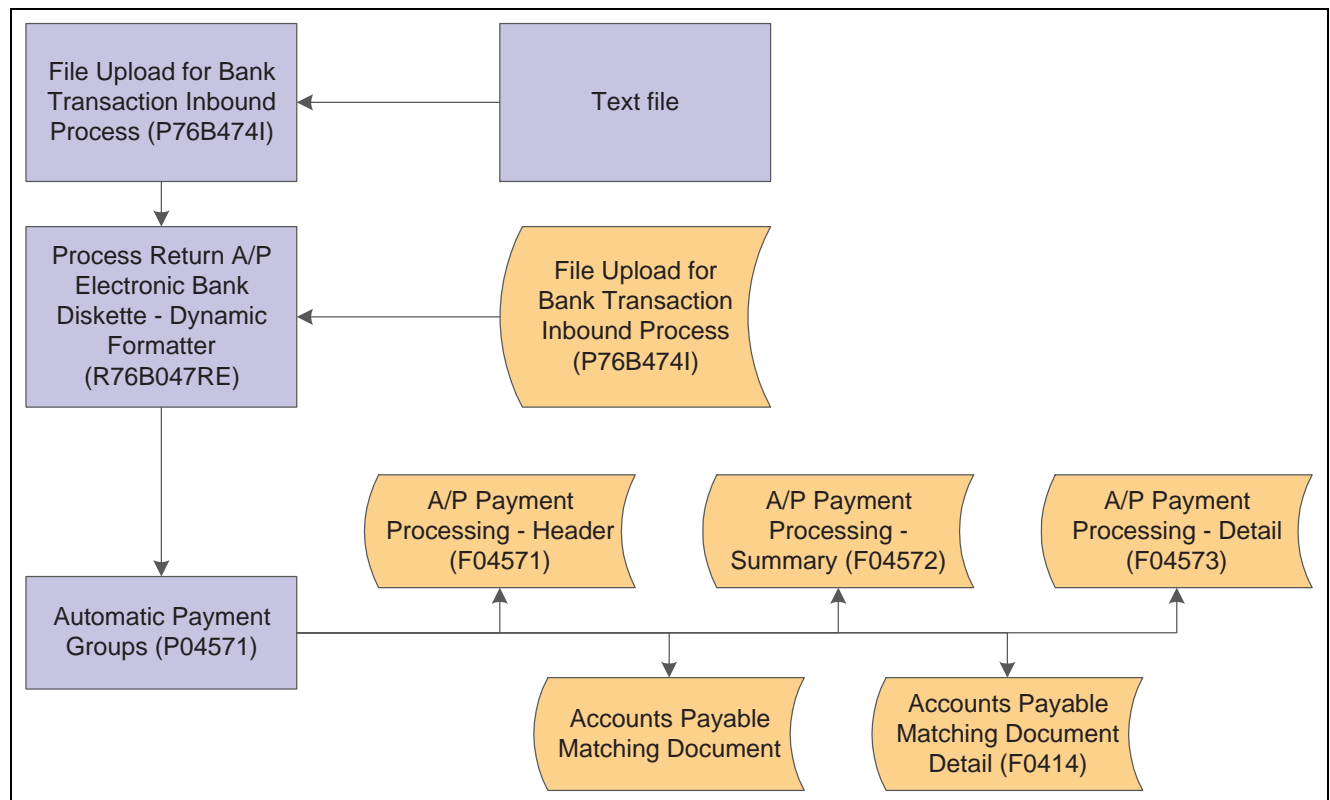 File Upload for Bank
Transaction Inbound
Process (P76B474I)
Text file
Process Return A/P
Electronic Bank
Diskette - Dynamic
Formatter
(R76B047RE)
File Upload for
Bank Transaction
Inbound Process
(P76B474I)
A/P Payment
Processing - Header
(F04571)
A/P Payment
Processing -
Summary (F04572)
A/P Payment
Processing - Detail
(F04573)
Automatic Payment
Groups (P04571)
Accounts Payable
Matching Document
Accounts Payable
Matching Document
Detail (F0414)